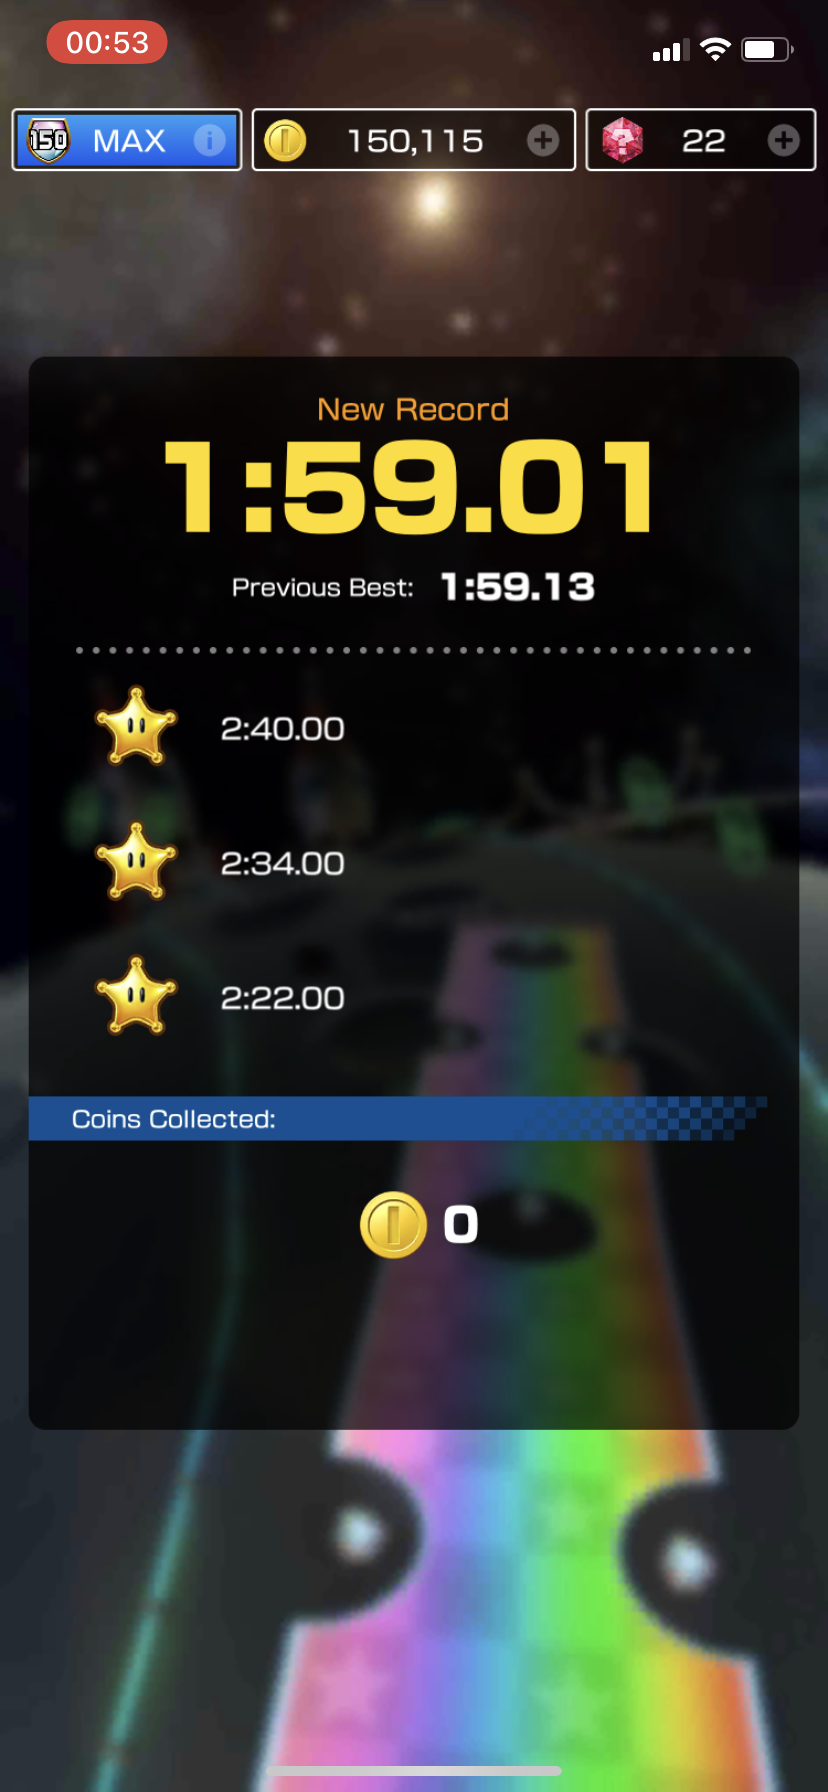 00:53
150 MAX i 150,115 + ? 22 +
New Record
1:59.01
Previous Best: 1:59.13
2:40.00
2:34.00
2:22.00
Coins Collected:
0